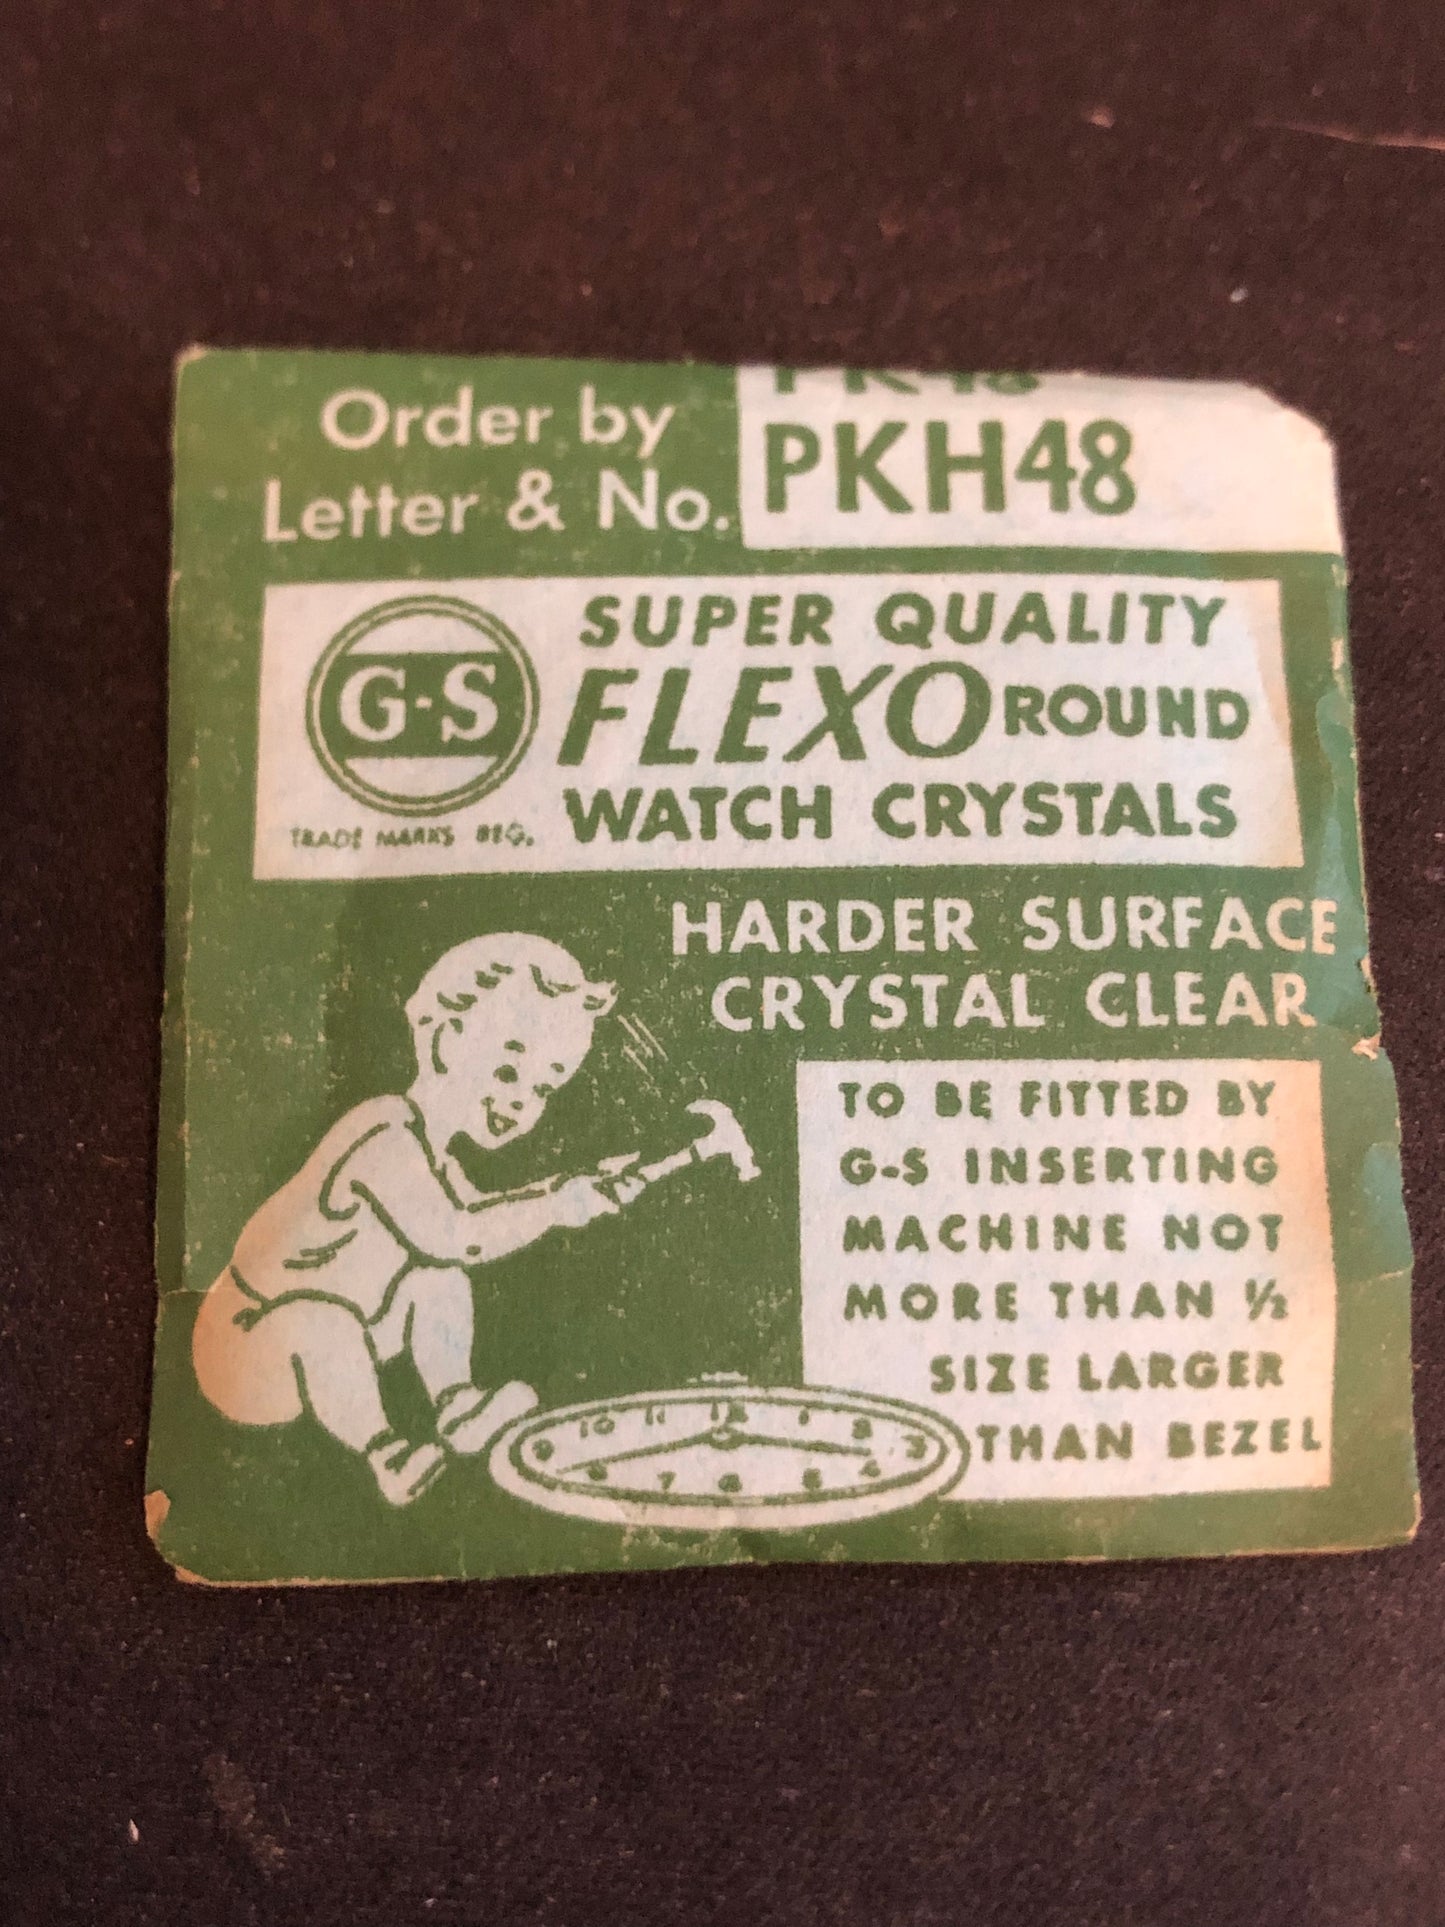 Order by
Letter & No.
PKH48
G-S
TRADE MARKS REG.
SUPER QUALITY
FLEXO ROUND
WATCH CRYSTALS
HARDER SURFACE
CRYSTAL CLEAR
TO BE FITTED BY
G-S INSERTING
MACHINE NOT
MORE THAN ½
SIZE LARGER
THAN BEZEL